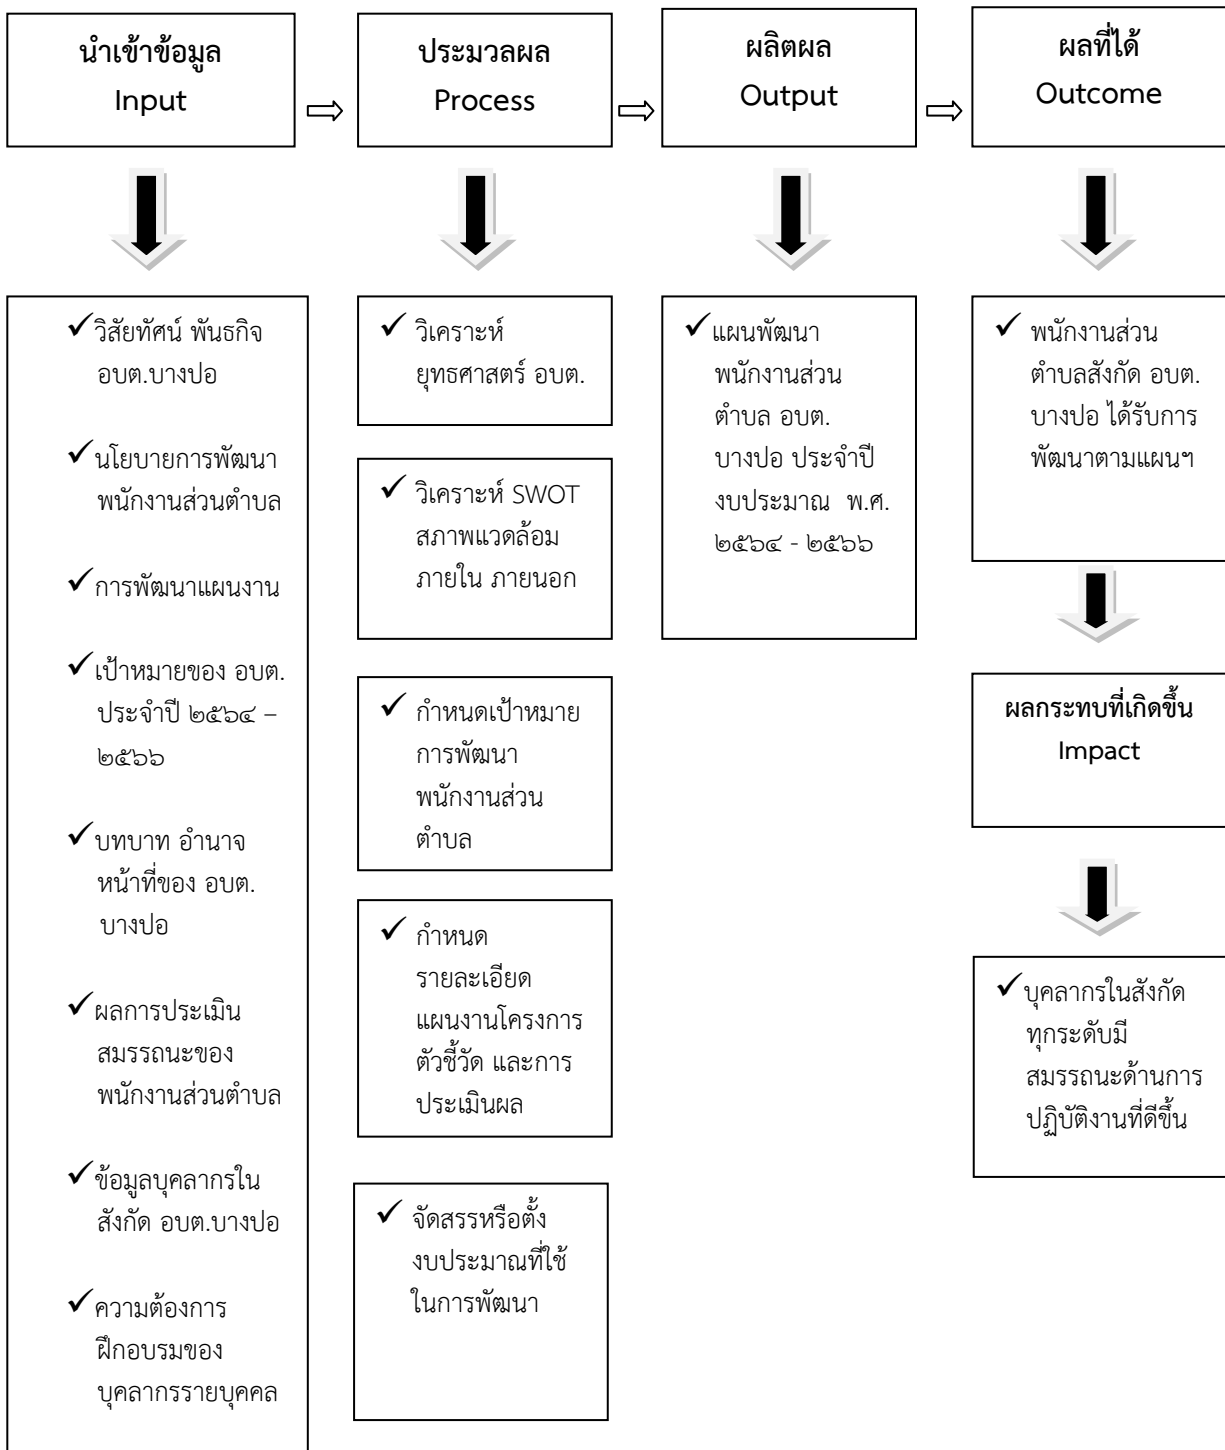 นำเข้าข้อมูล
Input
ประมวลผล
Process
ผลิตผล
Output
ผลที่ได้
Outcome
✓วิสัยทัศน์ พันธกิจ
อบต.บางปอ
✓นโยบายการพัฒนา
พนักงานส่วนตำบล
✓การพัฒนาแผนงาน
✓เป้าหมายของ อบต.
ประจำปี ๒๕๖๔ –
๒๕๖๖
✓บทบาท อำนาจ
หน้าที่ของ อบต.
บางปอ
✓ผลการประเมิน
สมรรถนะของ
พนักงานส่วนตำบล
✓ข้อมูลบุคลากรใน
สังกัด อบต.บางปอ
✓ความต้องการ
ฝึกอบรมของ
บุคลากรรายบุคคล
✓ วิเคราะห์
ยุทธศาสตร์ อบต.
✓ วิเคราะห์ SWOT
สภาพแวดล้อม
ภายใน ภายนอก
✓ กำหนดเป้าหมาย
การพัฒนา
พนักงานส่วน
ตำบล
✓ กำหนด
รายละเอียด
แผนงานโครงการ
ตัวชี้วัด และการ
ประเมินผล
✓ จัดสรรหรือตั้ง
งบประมาณที่ใช้
ในการพัฒนา
✓แผนพัฒนา
พนักงานส่วน
ตำบล อบต.
บางปอ ประจำปี
งบประมาณ พ.ศ.
๒๕๖๔ - ๒๕๖๖
✓ พนักงานส่วน
ตำบลสังกัด อบต.
บางปอ ได้รับการ
พัฒนาตามแผนฯ
ผลกระทบที่เกิดขึ้น
Impact
✓บุคลากรในสังกัด
ทุกระดับมี
สมรรถนะด้านการ
ปฏิบัติงานที่ดีขึ้น